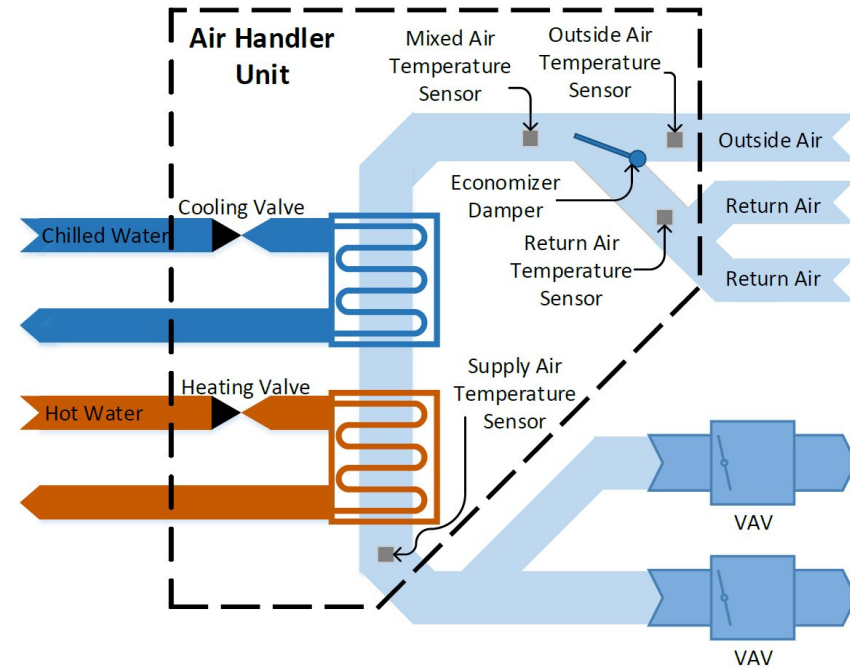 Air Handler
Unit
Mixed Air
Temperature
Sensor
Outside Air
Temperature
Sensor
Outside Air
Economizer
Damper
Return Air
Return Air
Temperature
Sensor
Return Air
Cooling Valve
Chilled Water
Heating Valve
Hot Water
Supply Air
Temperature
Sensor
VAV
VAV